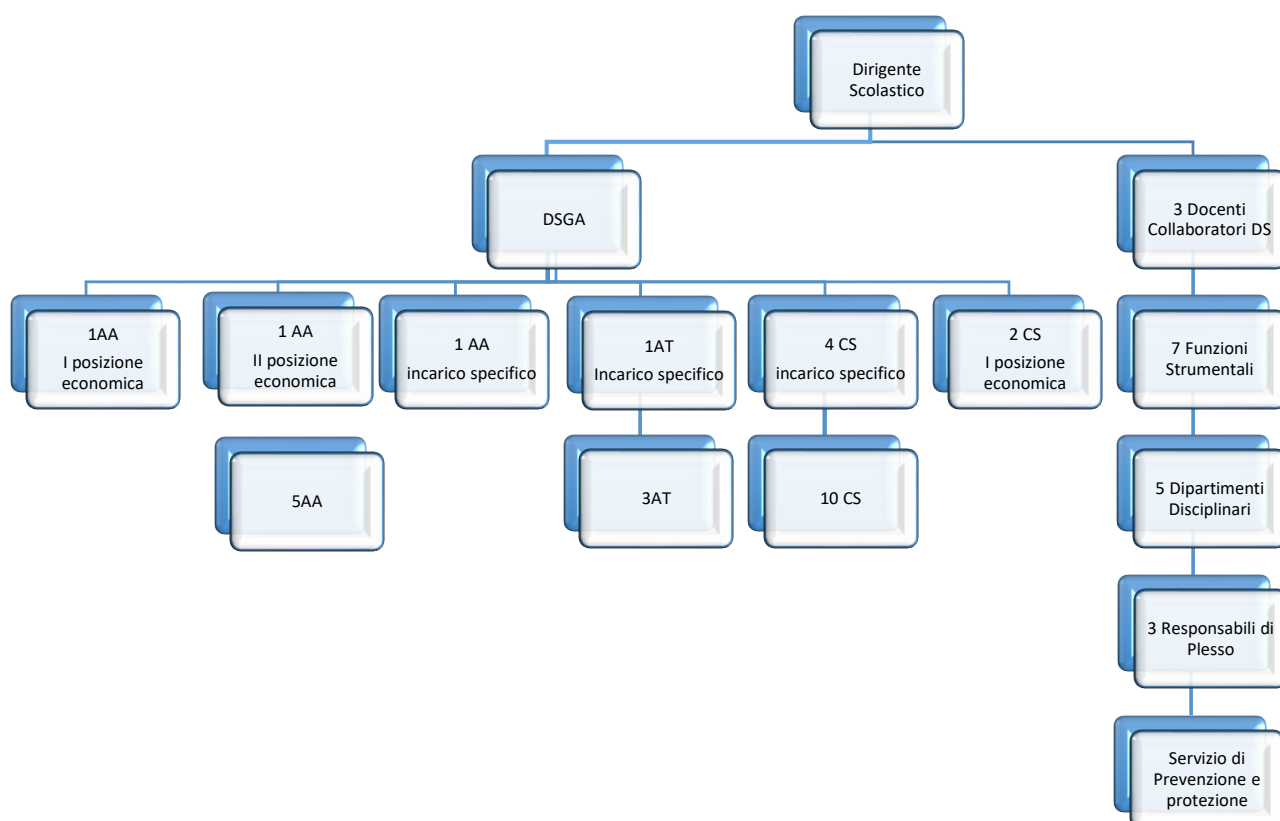 Dirigente
Scolastico
DSGA
3 Docenti
Collaboratori DS
1AA
I posizione
economica
1 AA
II posizione
economica
1 AA
incarico specifico
1AT
Incarico specifico
4 CS
incarico specifico
2 CS
I posizione
economica
7 Funzioni
Strumentali
5AA
3AT
10 CS
5 Dipartimenti
Disciplinari
3 Responsabili di
Plesso
Servizio di
Prevenzione e
protezione